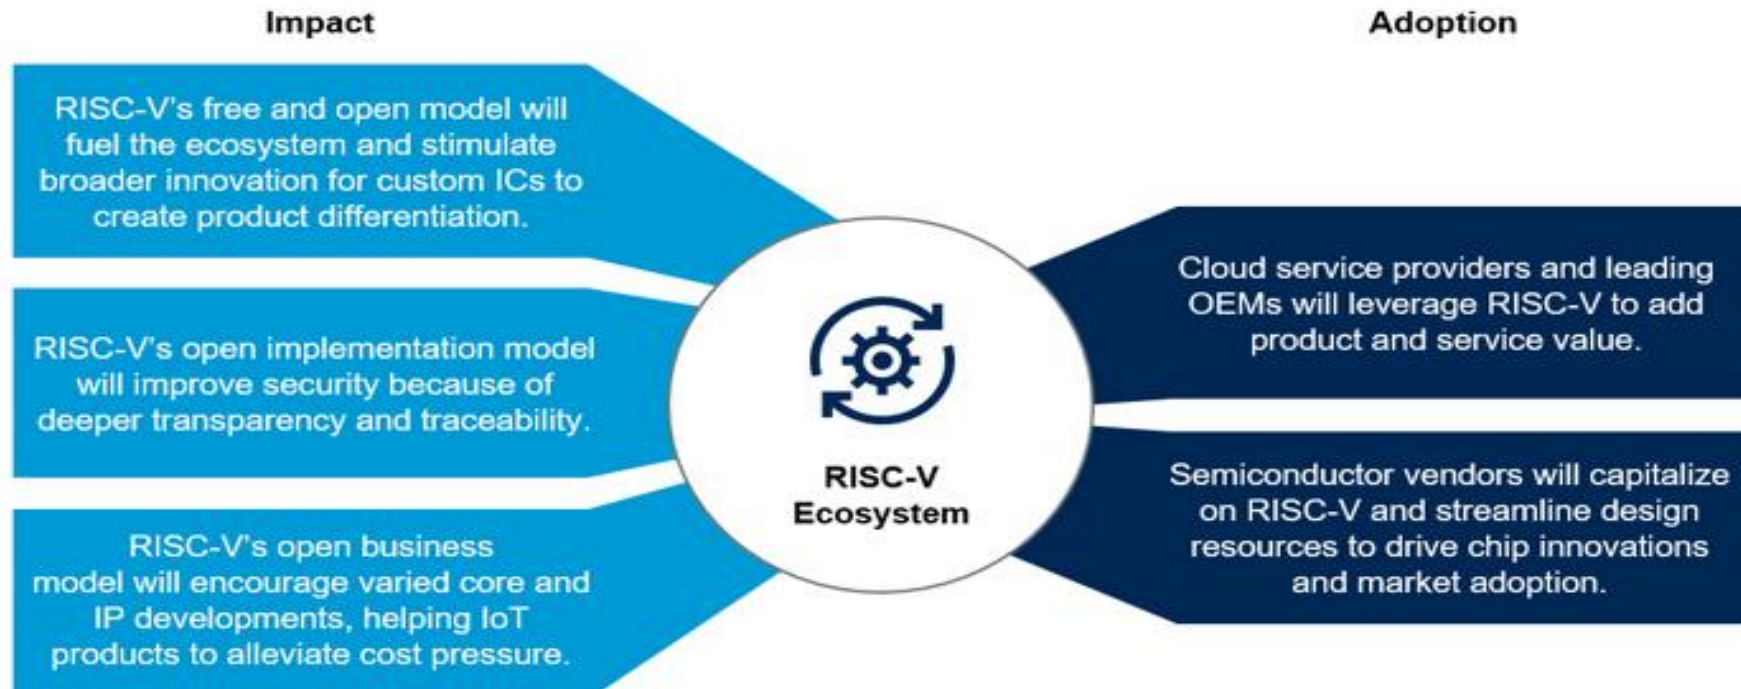 Impact
RISC-V's free and open model will
fuel the ecosystem and stimulate
broader innovation for custom ICs to
create product differentiation.
RISC-V's open implementation model
will improve security because of
deeper transparency and traceability.
RISC-V's open business
model will encourage varied core and
IP developments, helping IoT
products to alleviate cost pressure.
RISC-V
Ecosystem
Adoption
Cloud service providers and leading
OEMs will leverage RISC-V to add
product and service value.
Semiconductor vendors will capitalize
on RISC-V and streamline design
resources to drive chip innovations
and market adoption.